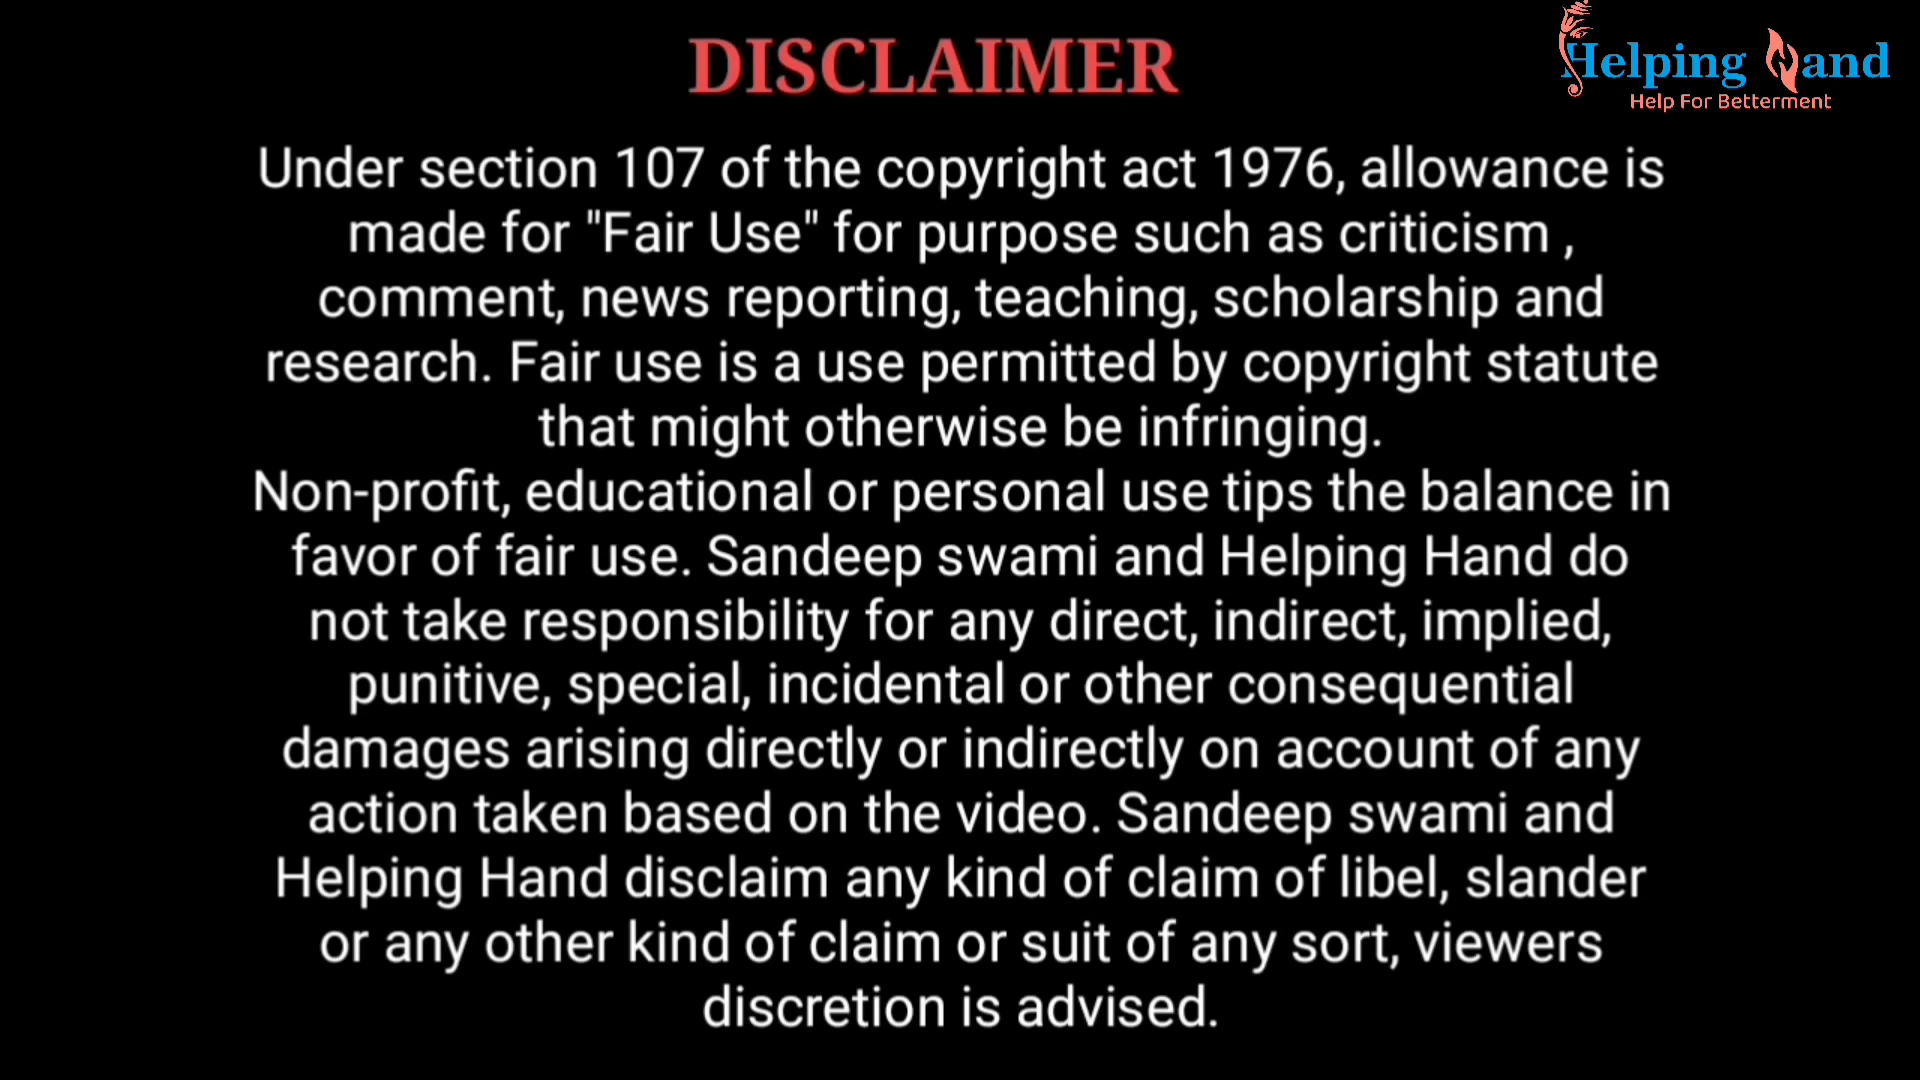 DISCLAIMER
Helping Hand
Help For Betterment
Under section 107 of the copyright act 1976, allowance is
made for "Fair Use" for purpose such as criticism ,
comment, news reporting, teaching, scholarship and
research. Fair use is a use permitted by copyright statute
that might otherwise be infringing.
Non-profit, educational or personal use tips the balance in
favor of fair use. Sandeep swami and Helping Hand do
not take responsibility for any direct, indirect, implied,
punitive, special, incidental or other consequential
damages arising directly or indirectly on account of any
action taken based on the video. Sandeep swami and
Helping Hand disclaim any kind of claim of libel, slander
or any other kind of claim or suit of any sort, viewers
discretion is advised.